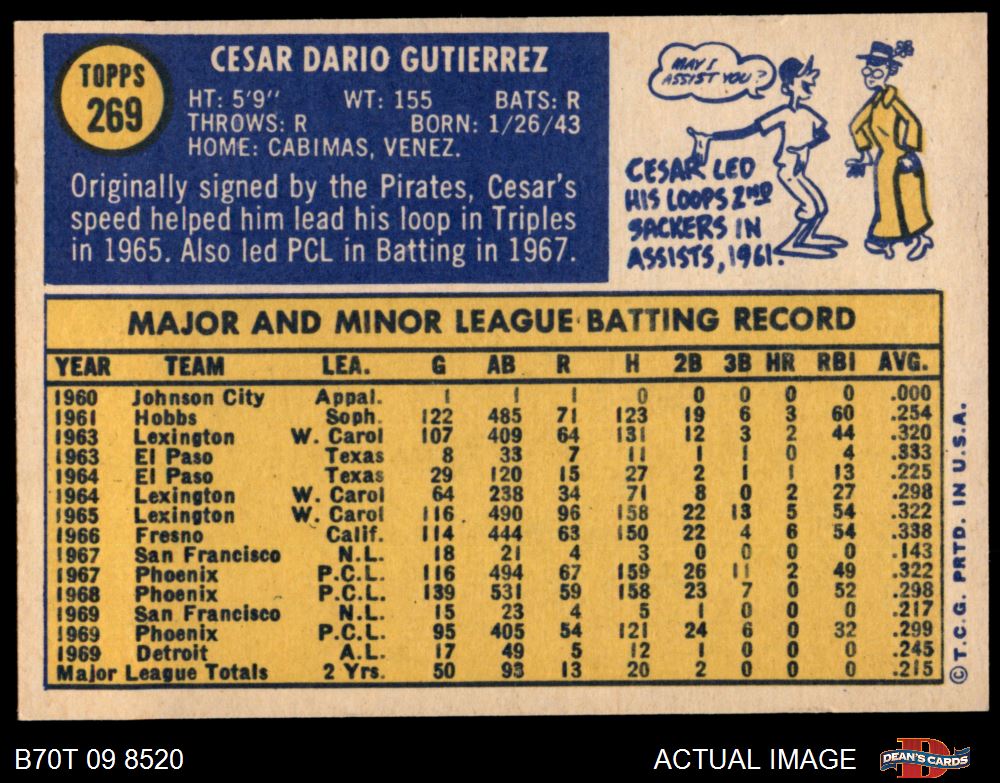 TOPPS
269
CESAR DARIO GUTIERREZ
HT: 5'9" WT: 155 BATS: R
THROWS: R BORN: 1/26/43
HOME: CABIMAS, VENEZ.
Originally signed by the Pirates, Cesar's
speed helped him lead his loop in Triples
in 1965. Also led PCL in Batting in 1967.
MAY I
ASSIST YOU?
CESAR LED
HIS LOOPS 2ND
SACKERS IN
ASSISTS, 1961.
MAJOR AND MINOR LEAGUE BATTING RECORD
YEAR TEAM LEA. G AB R H 2B 3B HR RBI AVG.
1960 Johnson City Appal. 1 1 1 0 0 0 0 0 .000
1961 Hobbs Soph. 122 485 71 123 19 6 3 60 .254
1963 Lexington W. Carol 107 409 64 131 12 3 2 44 .320
1963 El Paso Texas 8 33 7 11 1 1 0 4 .333
1964 El Paso Texas 29 120 15 27 2 1 1 13 .225
1964 Lexington W. Carol 64 238 34 71 8 0 2 27 .298
1965 Lexington W. Carol 116 490 96 158 22 13 5 54 .322
1966 Fresno Calif. 114 444 63 150 22 4 6 54 .338
1967 San Francisco N.L. 18 21 4 3 0 0 0 0 .143
1967 Phoenix P.C.L. 116 494 67 159 26 11 2 49 .322
1968 Phoenix P.C.L. 139 531 59 158 23 7 0 52 .298
1969 San Francisco N.L. 15 23 4 5 1 0 0 0 .217
1969 Phoenix P.C.L. 95 405 54 121 24 6 0 32 .299
1969 Detroit A.L. 17 49 5 12 1 0 0 0 .245
Major League Totals 2 Yrs. 50 93 13 20 2 0 0 0 .215
© T.C.G. PRTD. IN U.S.A.
B70T 09 8520
ACTUAL IMAGE
DEAN'S CARDS